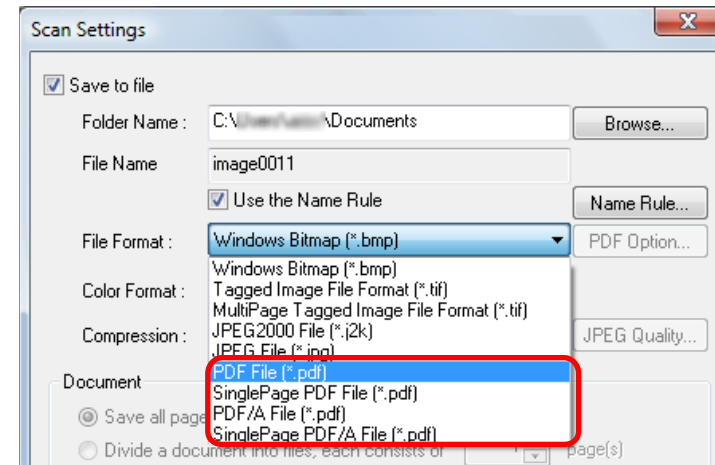 Scan Settings
Save to file
Folder Name : C:\ \Documents Browse...
File Name image0011
Use the Name Rule Name Rule...
File Format : Windows Bitmap (*.bmp) PDF Option...
Windows Bitmap (*.bmp)
Color Format : Tagged Image File Format (*.tif)
MultiPage Tagged Image File Format (*.tif)
Compression : JPEG2000 File (*.j2k) JPEG Quality...
JPEG File (*.jpg)
Document PDF File (*.pdf)
SinglePage PDF File (*.pdf)
Save all page PDF/A File (*.pdf)
SinglePage PDF/A File (*.pdf)
Divide a document into files, each consists of page(s)